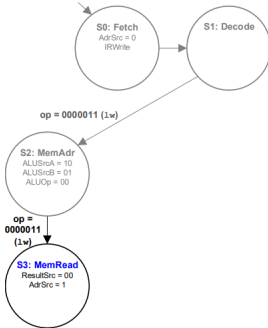 S0: Fetch
AdrSrc = 0
IRWrite
S1: Decode
op = 0000011 (lw)
S2: MemAdr
ALUSrcA = 10
ALUSrcB = 01
ALUOp = 00
op =
0000011
(lw)
S3: MemRead
ResultSrc = 00
AdrSrc = 1